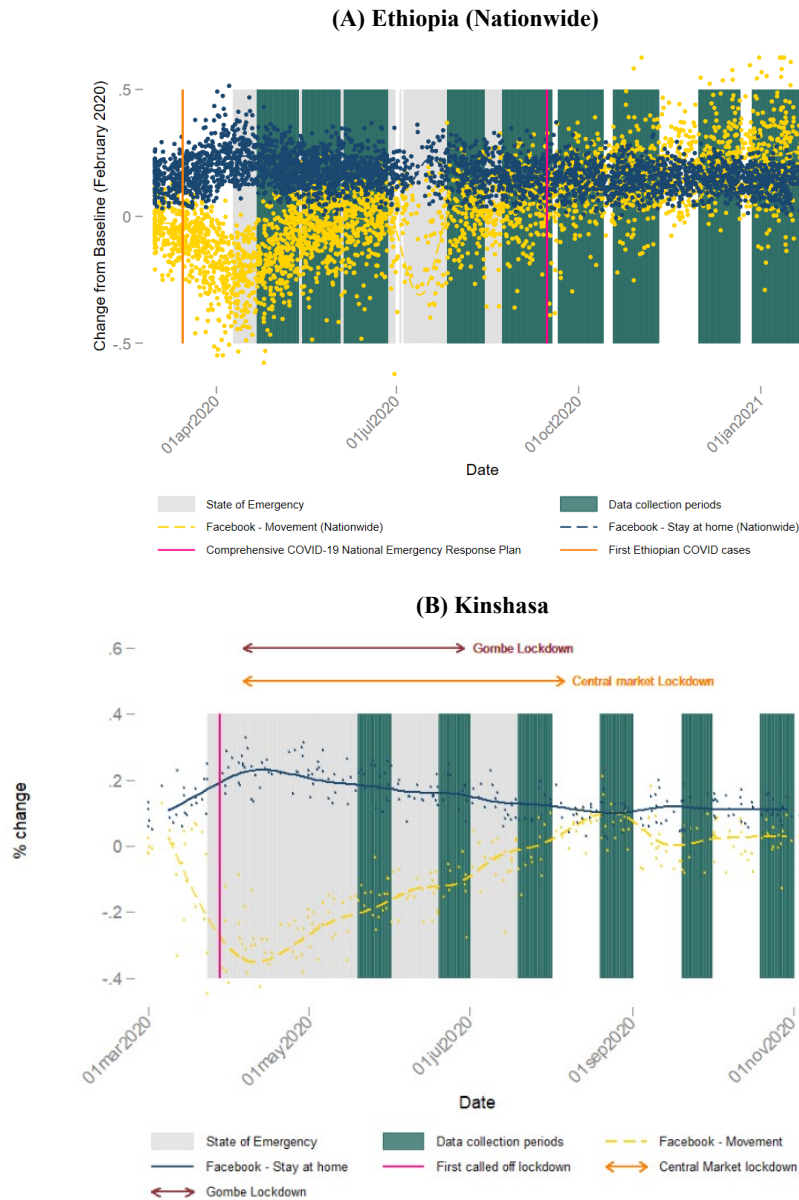 (A) Ethiopia (Nationwide)
.5
0
-.5
Change from Baseline (February 2020)
01apr2020
01jul2020
01oct2020
01jan2021
Date
State of Emergency
Data collection periods
Facebook - Movement (Nationwide)
Facebook - Stay at home (Nationwide)
Comprehensive COVID-19 National Emergency Response Plan
First Ethiopian COVID cases
(B) Kinshasa
.6
Gombe Lockdown
Central market Lockdown
.4
.2
0
-.2
-.4
% change
01mar2020
01may2020
01jul2020
01sep2020
01nov2020
Date
State of Emergency
Data collection periods
Facebook - Movement
Facebook - Stay at home
First called off lockdown
Central Market lockdown
Gombe Lockdown